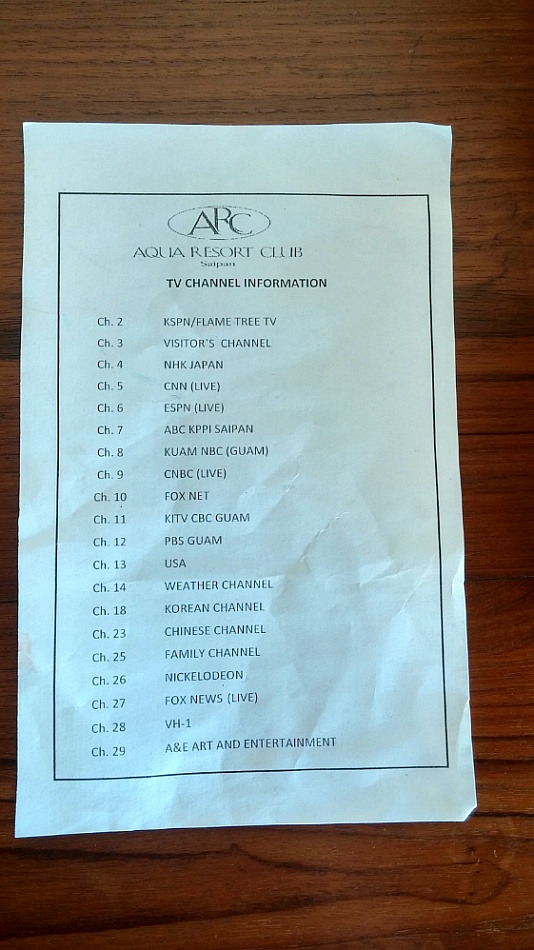 ARC
AQUA RESORT CLUB
Saipan
TV CHANNEL INFORMATION
Ch. 2 KSPN/FLAME TREE TV
Ch. 3 VISITOR'S CHANNEL
Ch. 4 NHK JAPAN
Ch. 5 CNN (LIVE)
Ch. 6 ESPN (LIVE)
Ch. 7 ABC KPPI SAIPAN
Ch. 8 KUAM NBC (GUAM)
Ch. 9 CNBC (LIVE)
Ch. 10 FOX NET
Ch. 11 KITV CBC GUAM
Ch. 12 PBS GUAM
Ch. 13 USA
Ch. 14 WEATHER CHANNEL
Ch. 18 KOREAN CHANNEL
Ch. 23 CHINESE CHANNEL
Ch. 25 FAMILY CHANNEL
Ch. 26 NICKELODEON
Ch. 27 FOX NEWS (LIVE)
Ch. 28 VH-1
Ch. 29 A&E ART AND ENTERTAINMENT